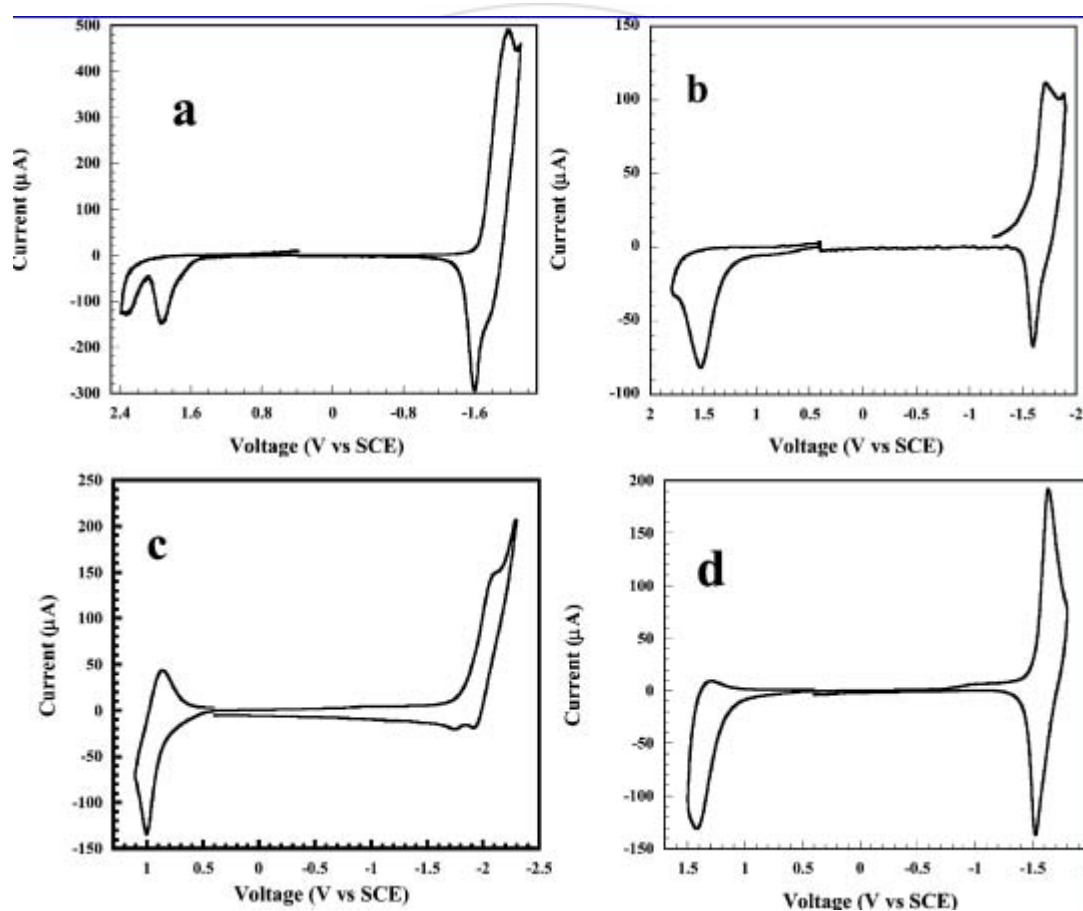 a
Current (µA)
500
400
300
200
100
0
-100
-200
-300
2.4 1.6 0.8 0 -0.8 -1.6
Voltage (V vs SCE)
b
Current (µA)
150
100
50
0
-50
-100
2 1.5 1 0.5 0 -0.5 -1 -1.5 -2
Voltage (V vs SCE)
c
Current (µA)
250
200
150
100
50
0
-50
-100
-150
1 0.5 0 -0.5 -1 -1.5 -2 -2.5
Voltage (V vs SCE)
d
Current (µA)
200
150
100
50
0
-50
-100
-150
1.5 1 0.5 0 -0.5 -1 -1.5
Voltage (V vs SCE)